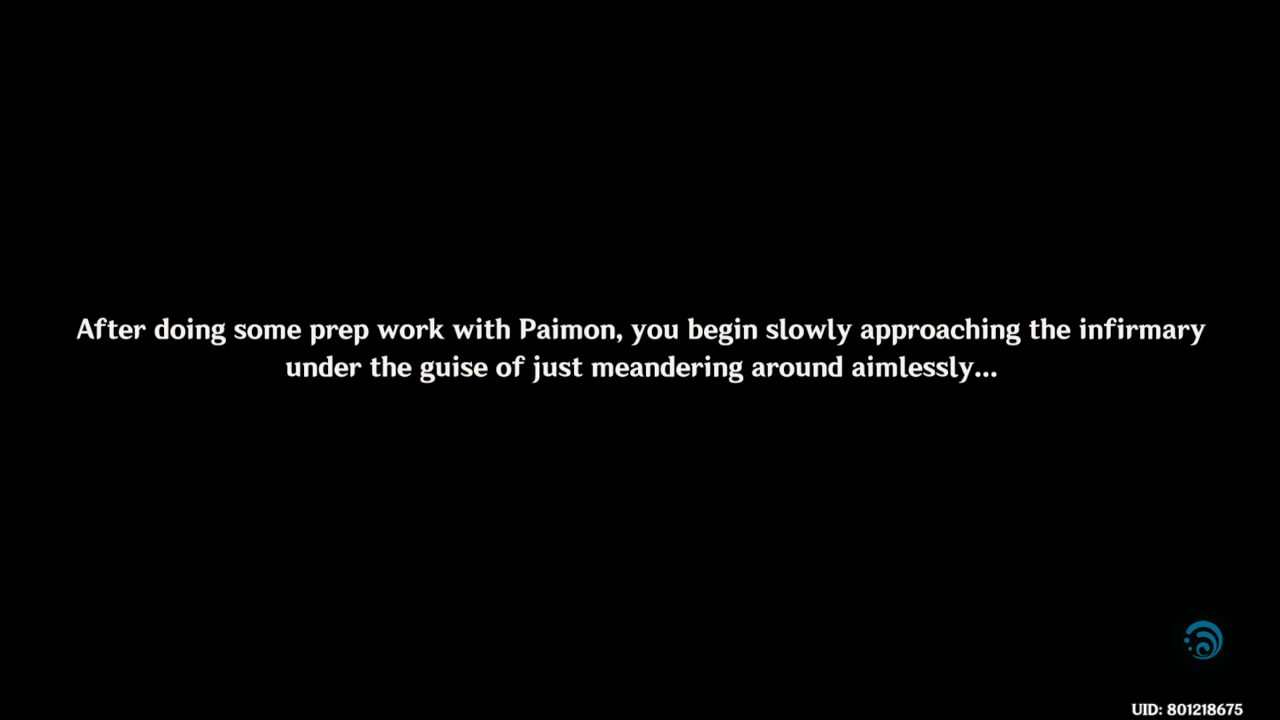 After doing some prep work with Paimon, you begin slowly approaching the infirmary
under the guise of just meandering around aimlessly...
UID: 801218675